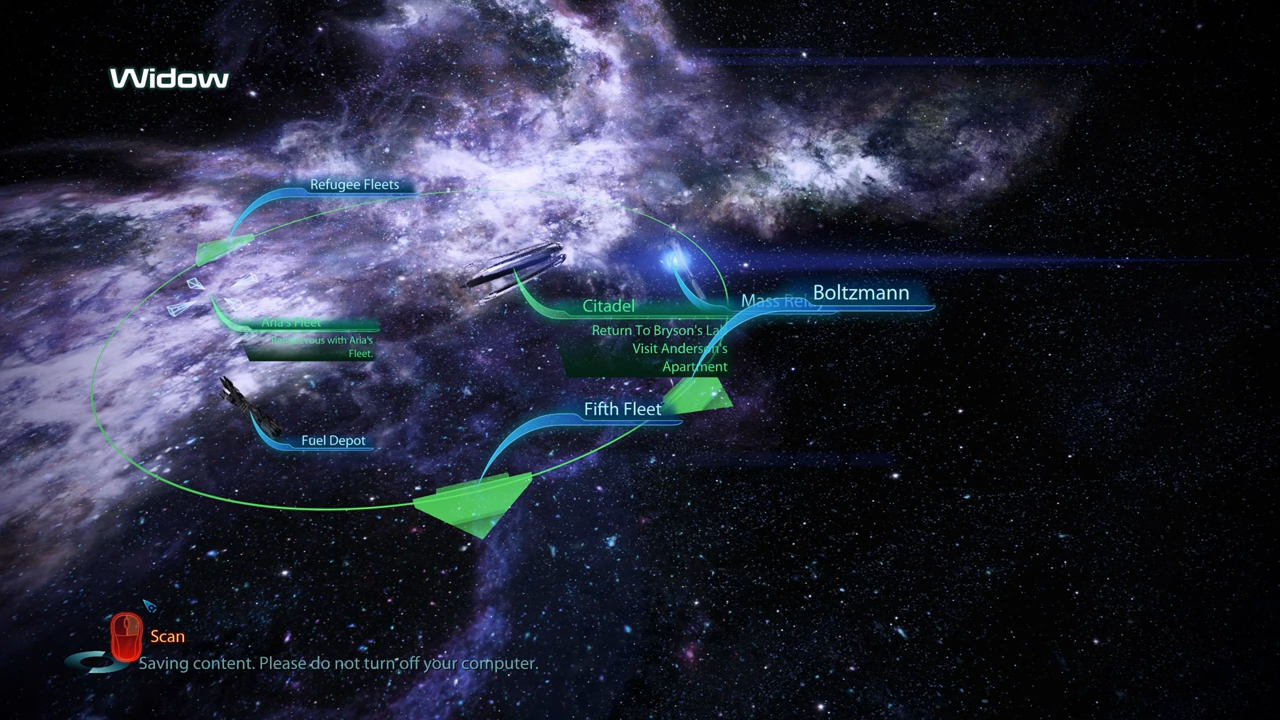 Widow
Refugee Fleets
Boltzmann
Mass Relay
Citadel
Return To Bryson's Lab
Visit Anderson's
Apartment
Aria's Fleet
Rendezvous with Aria's
Fleet.
Fifth Fleet
Fuel Depot
Scan
Saving content. Please do not turn off your computer.